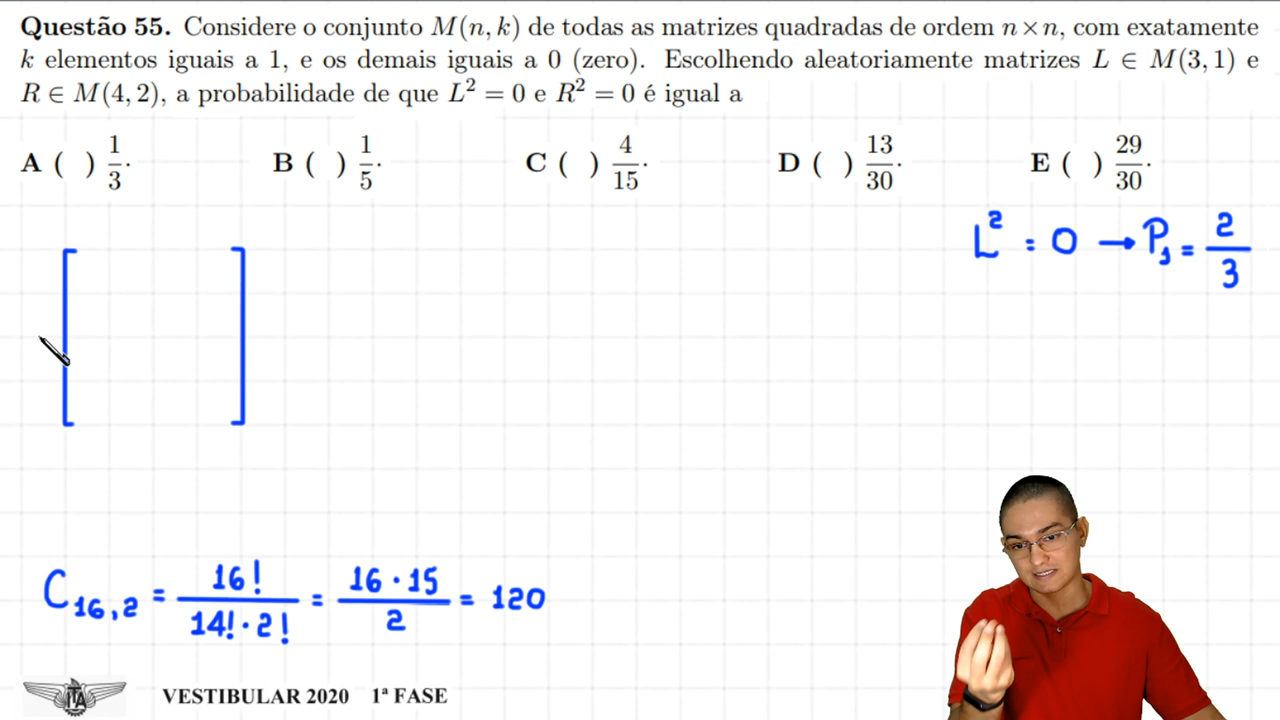 Questão 55. Considere o conjunto M(n, k) de todas as matrizes quadradas de ordem n × n, com exatamente
k elementos iguais a 1, e os demais iguais a 0 (zero). Escolhendo aleatoriamente matrizes L ∈ M(3, 1) e
R ∈ M(4, 2), a probabilidade de que L² = 0 e R² = 0 é igual a
A ( ) 1/3. B ( ) 1/5. C ( ) 4/15. D ( ) 13/30. E ( ) 29/30.
L² = 0 → P₁ = 2/3
C₁₆,₂ = 16!/(14! · 2!) = (16 · 15)/2 = 120
ITA
VESTIBULAR 2020 1ª FASE